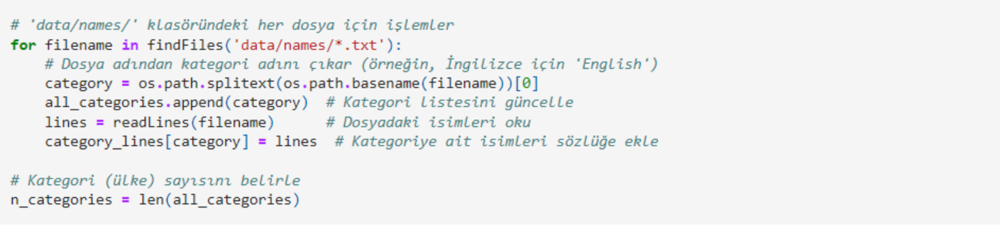 # 'data/names/' klasöründeki her dosya için işlemler
for filename in findFiles('data/names/*.txt'):
    # Dosya adından kategori adını çıkar (örneğin, İngilizce için 'English')
    category = os.path.splitext(os.path.basename(filename))[0]
    all_categories.append(category)  # Kategori listesini güncelle
    lines = readLines(filename)      # Dosyadaki isimleri oku
    category_lines[category] = lines  # Kategoriye ait isimleri sözlüğe ekle

# Kategori (ülke) sayısını belirle
n_categories = len(all_categories)